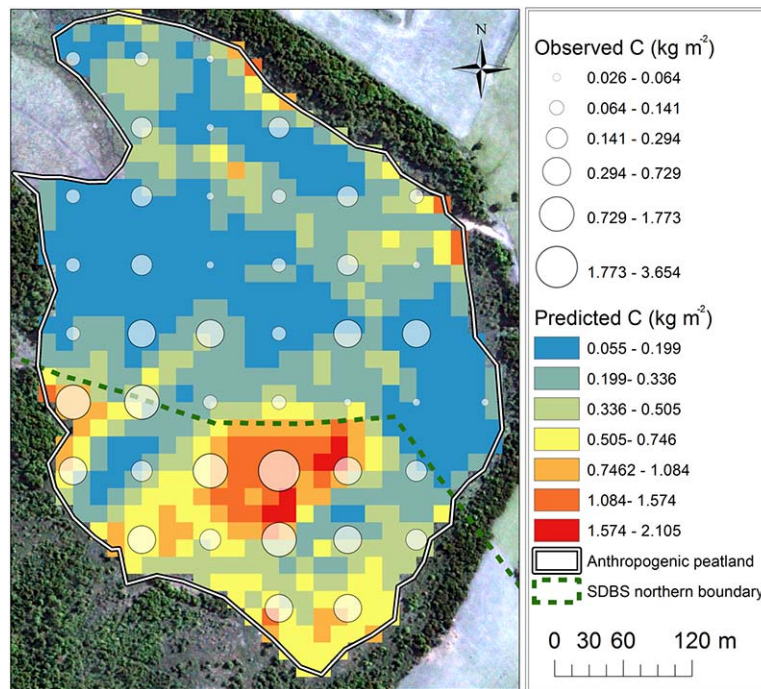 N
Observed C (kg m⁻²)
0.026 - 0.064
0.064 - 0.141
0.141 - 0.294
0.294 - 0.729
0.729 - 1.773
1.773 - 3.654
Predicted C (kg m⁻²)
0.055 - 0.199
0.199- 0.336
0.336 - 0.505
0.505- 0.746
0.7462 - 1.084
1.084- 1.574
1.574 - 2.105
Anthropogenic peatland
SDBS northern boundary
0 30 60 120 m